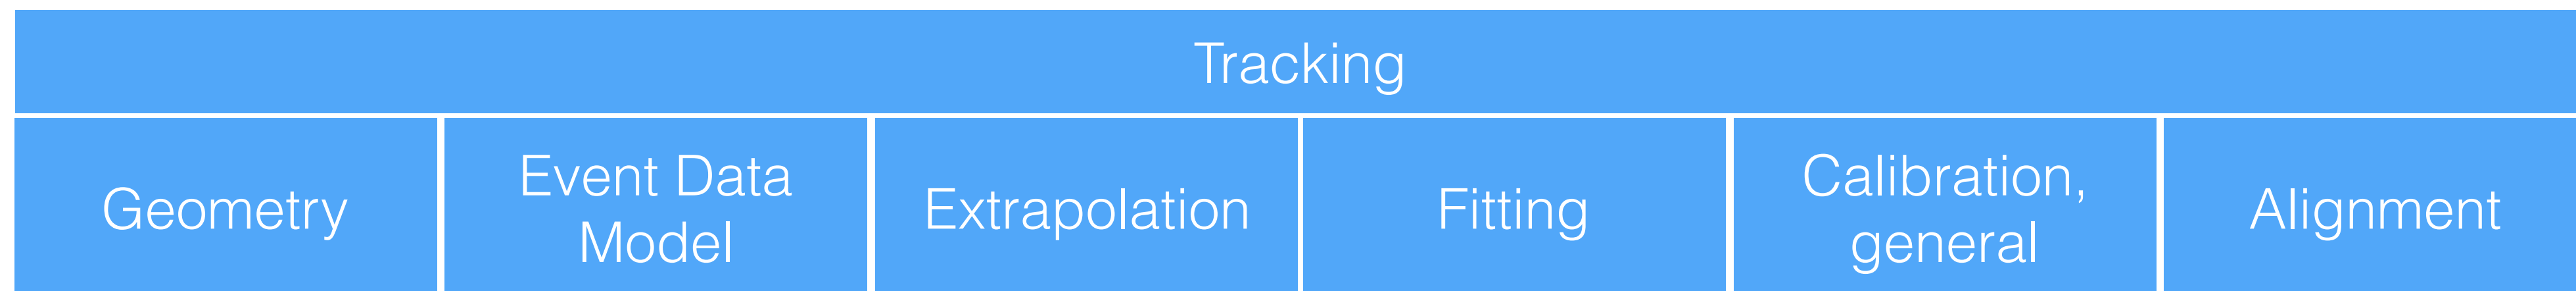 Tracking
Geometry
Event Data
Model
Extrapolation
Fitting
Calibration,
general
Alignment